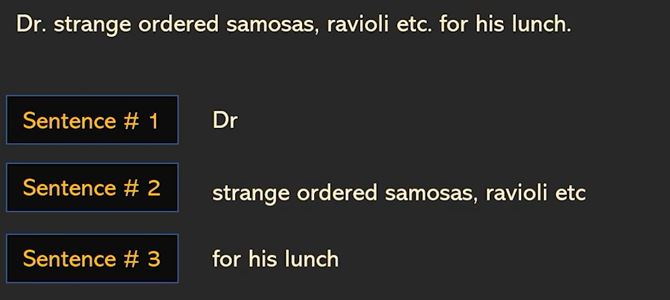 Dr. strange ordered samosas, ravioli etc. for his lunch.
Sentence # 1 Dr
Sentence # 2 strange ordered samosas, ravioli etc
Sentence # 3 for his lunch